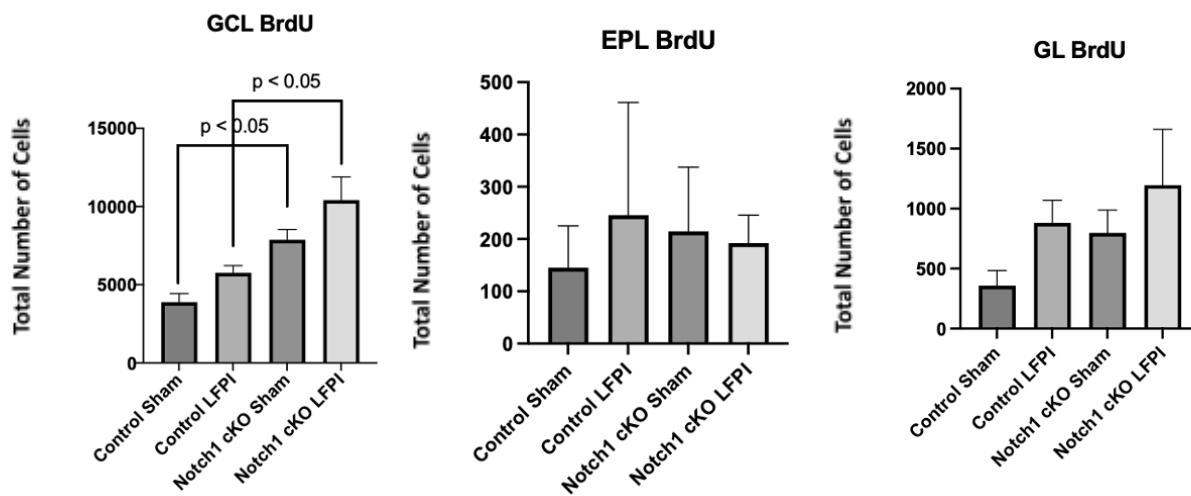 GCL BrdU
p < 0.05
p < 0.05
Total Number of Cells
15000
10000
5000
0
Control Sham
Control LFPI
Notch1 cKO Sham
Notch1 cKO LFPI
EPL BrdU
Total Number of Cells
500
400
300
200
100
0
Control Sham
Control LFPI
Notch1 cKO Sham
Notch1 cKO LFPI
GL BrdU
Total Number of Cells
2000
1500
1000
500
0
Control Sham
Control LFPI
Notch1 cKO Sham
Notch1 cKO LFPI